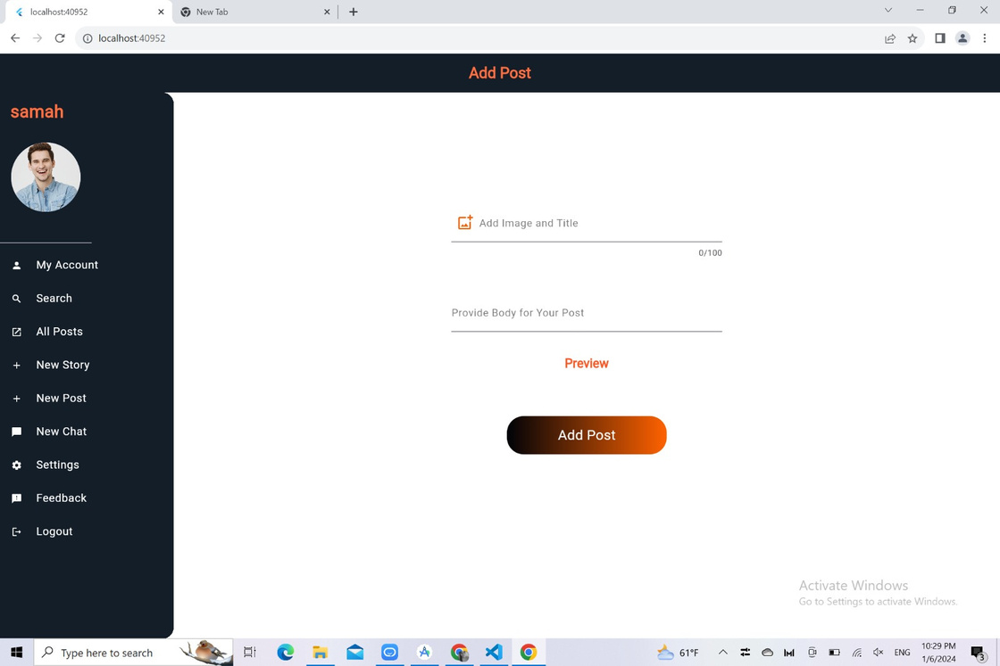 localhost:40952
New Tab
localhost:40952
Add Post
samah
My Account
Search
All Posts
New Story
New Post
New Chat
Settings
Feedback
Logout
Add Image and Title
0/100
Provide Body for Your Post
Preview
Add Post
Activate Windows
Go to Settings to activate Windows.
Type here to search
61°F
ENG
10:29 PM
1/6/2024
3